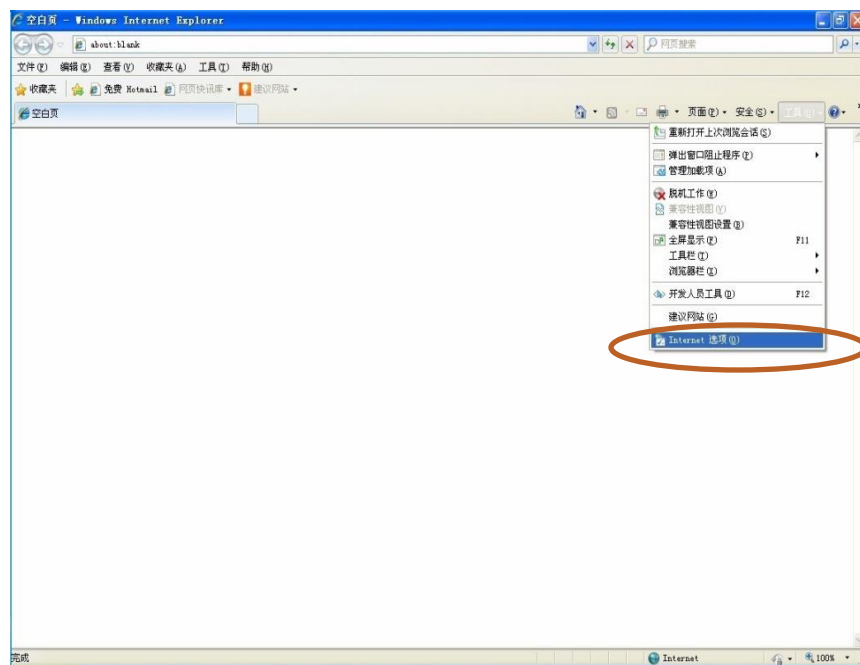 空白页 - Windows Internet Explorer
about:blank
网页搜索
文件(F) 编辑(E) 查看(V) 收藏夹(A) 工具(T) 帮助(H)
收藏夹 免费 Hotmail 网页快讯库 建议网站
空白页 页面(P) 安全(S) 工具(O)
重新打开上次浏览会话(S)
弹出窗口阻止程序(P)
管理加载项(A)
脱机工作(W)
兼容性视图(V)
兼容性视图设置(B)
全屏显示(F) F11
工具栏(T)
浏览器栏(X)
开发人员工具(D) F12
建议网站(G)
Internet 选项(O)
完成 Internet 100%